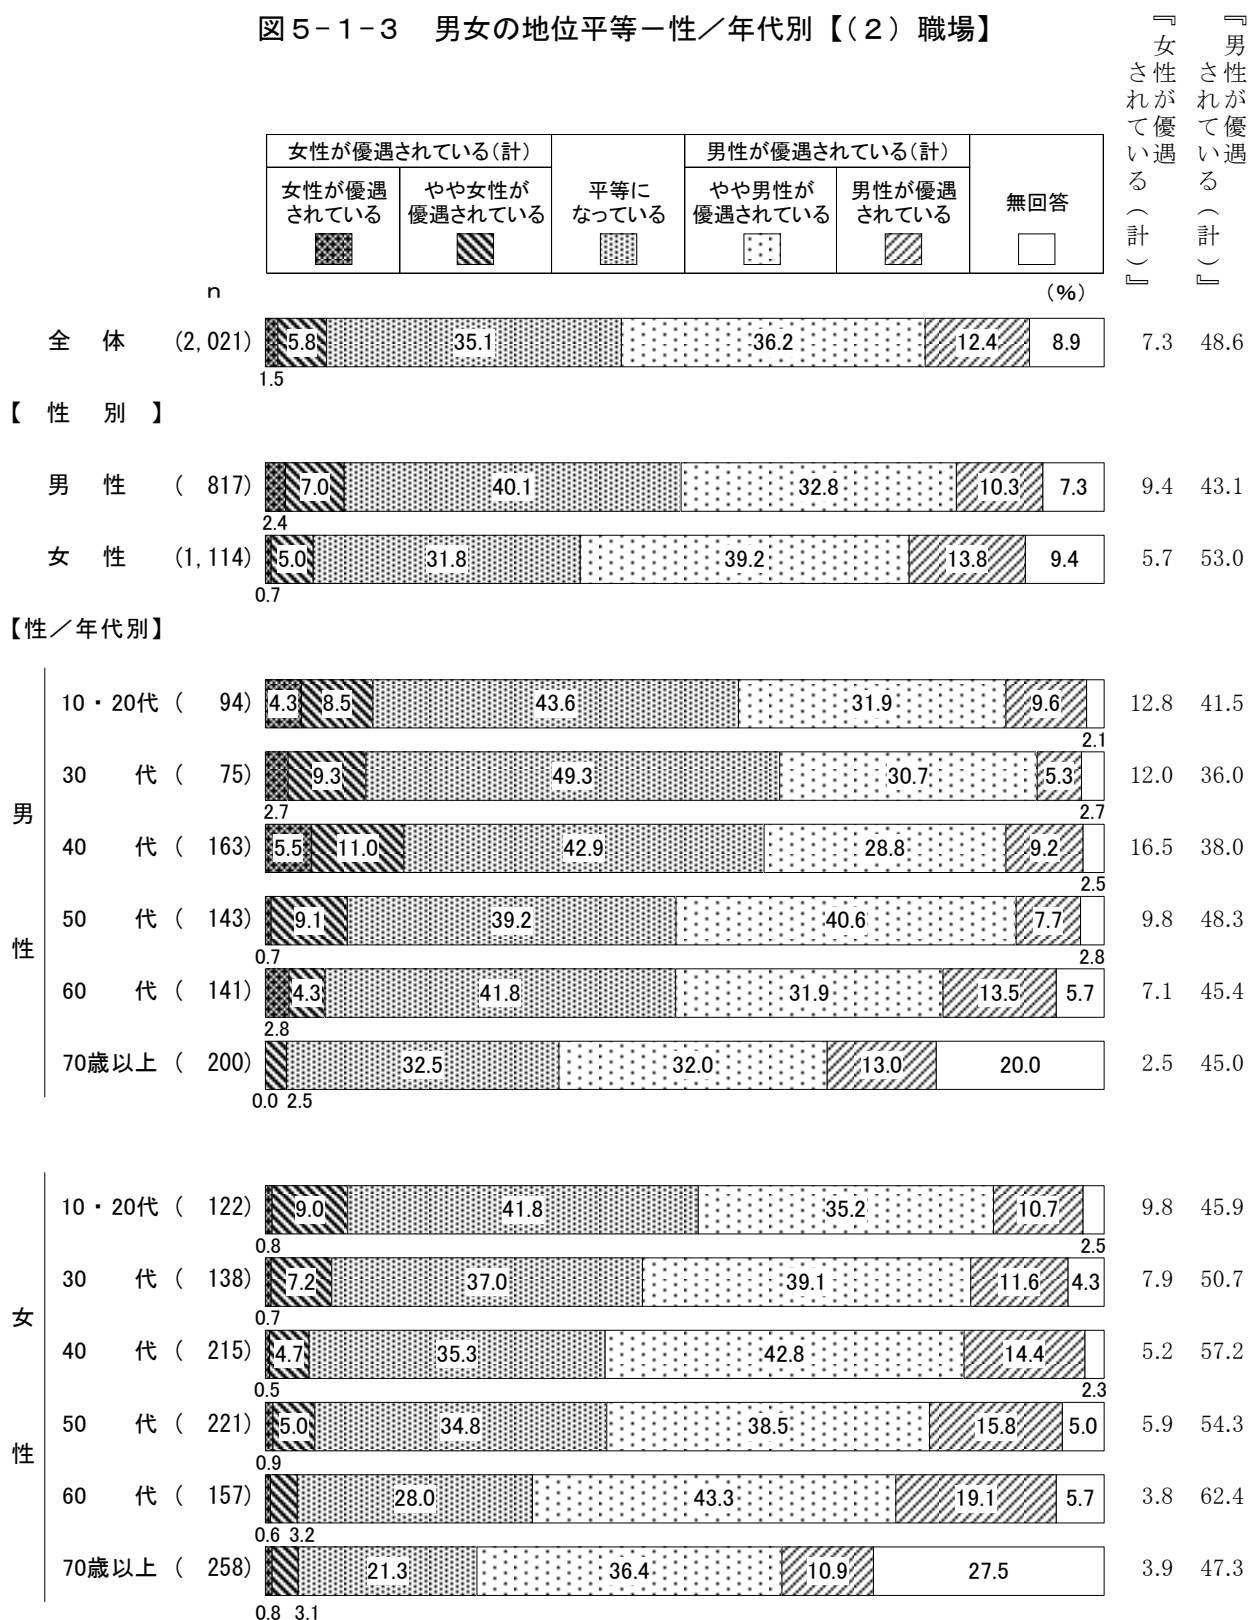 図5-1-3 男女の地位平等－性／年代別【(2) 職場】
『女性が優遇されている(計)』
『男性が優遇されている(計)』
女性が優遇されている(計)
男性が優遇されている(計)
女性が優遇されている
やや女性が優遇されている
平等になっている
やや男性が優遇されている
男性が優遇されている
無回答
n (％)
全体 (2,021) 5.8 35.1 36.2 12.4 8.9 7.3 48.6
1.5
【 性 別 】
男性 ( 817) 7.0 40.1 32.8 10.3 7.3 9.4 43.1
2.4
女性 (1,114) 5.0 31.8 39.2 13.8 9.4 5.7 53.0
0.7
【性／年代別】
男性
10・20代 ( 94) 4.3 8.5 43.6 31.9 9.6 12.8 41.5
2.1
30代 ( 75) 9.3 49.3 30.7 5.3 12.0 36.0
2.7 2.7
40代 ( 163) 5.5 11.0 42.9 28.8 9.2 16.5 38.0
2.5
50代 ( 143) 9.1 39.2 40.6 7.7 9.8 48.3
0.7 2.8
60代 ( 141) 4.3 41.8 31.9 13.5 5.7 7.1 45.4
2.8
70歳以上 ( 200) 32.5 32.0 13.0 20.0 2.5 45.0
0.0 2.5
女性
10・20代 ( 122) 9.0 41.8 35.2 10.7 9.8 45.9
0.8 2.5
30代 ( 138) 7.2 37.0 39.1 11.6 4.3 7.9 50.7
0.7
40代 ( 215) 4.7 35.3 42.8 14.4 5.2 57.2
0.5 2.3
50代 ( 221) 5.0 34.8 38.5 15.8 5.0 5.9 54.3
0.9
60代 ( 157) 28.0 43.3 19.1 5.7 3.8 62.4
0.6 3.2
70歳以上 ( 258) 21.3 36.4 10.9 27.5 3.9 47.3
0.8 3.1